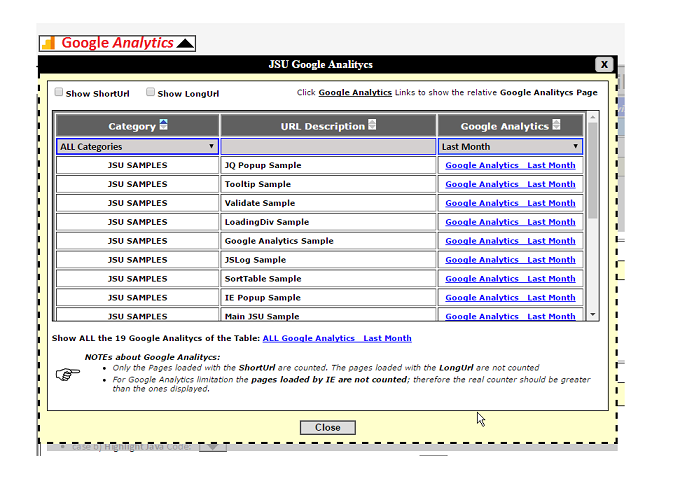 Google Analytics
JSU Google Analitycs
X
Show ShortUrl Show LongUrl Click Google Analytics Links to show the relative Google Analitycs Page
Category URL Description Google Analytics
ALL Categories Last Month
JSU SAMPLES JQ Popup Sample Google Analytics Last Month
JSU SAMPLES Tooltip Sample Google Analytics Last Month
JSU SAMPLES Validate Sample Google Analytics Last Month
JSU SAMPLES LoadingDiv Sample Google Analytics Last Month
JSU SAMPLES Google Analytics Sample Google Analytics Last Month
JSU SAMPLES JSLog Sample Google Analytics Last Month
JSU SAMPLES SortTable Sample Google Analytics Last Month
JSU SAMPLES IE Popup Sample Google Analytics Last Month
JSU SAMPLES Main JSU Sample Google Analytics Last Month
Show ALL the 19 Google Analitycs of the Table: ALL Google Analytics Last Month
NOTEs about Google Analitycs:
• Only the Pages loaded with the ShortUrl are counted. The pages loaded with the LongUrl are not counted
• For Google Analytics limitation the pages loaded by IE are not counted; therefore the real counter should be greater
than the ones displayed.
Close
case b) Highlight Java Code: